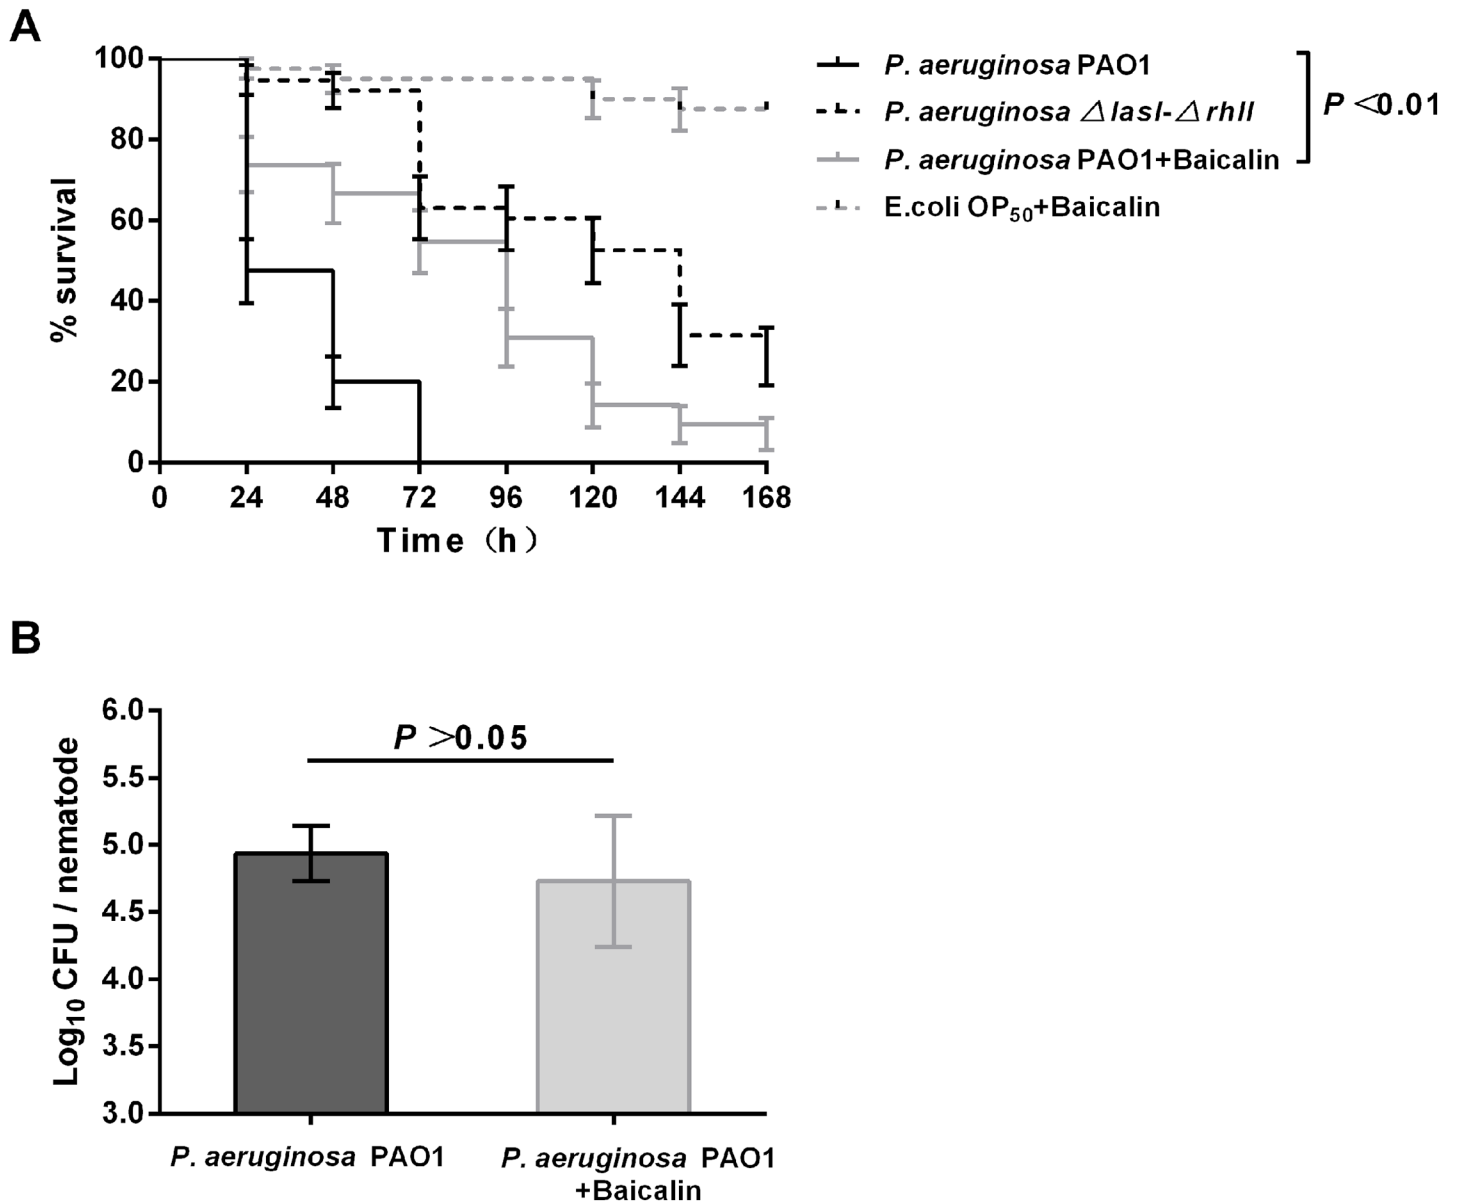 A
100
80
60
40
20
0
% survival
0 24 48 72 96 120 144 168
Time （h）
P. aeruginosa PAO1
P. aeruginosa △lasI-△rhlI
P. aeruginosa PAO1+Baicalin
E.coli OP50+Baicalin
P <0.01
B
6.0
5.5
5.0
4.5
4.0
3.5
3.0
Log10 CFU / nematode
P >0.05
P. aeruginosa PAO1
P. aeruginosa PAO1
+Baicalin